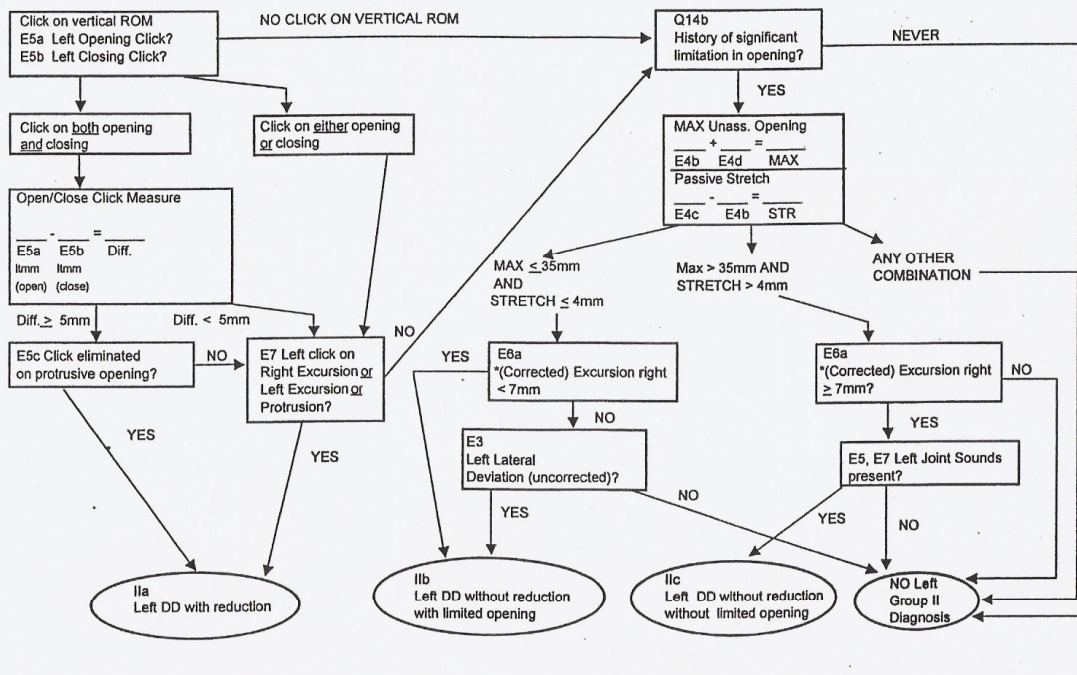 Click on vertical ROM
E5a Left Opening Click?
E5b Left Closing Click?
NO CLICK ON VERTICAL ROM
Q14b
History of significant
limitation in opening?
NEVER
YES
Click on both opening
and closing
Click on either opening
or closing
MAX Unass. Opening
____ + ____ = ____
E4b E4d MAX
Passive Stretch
____ - ____ = ____
E4c E4b STR
Open/Close Click Measure
____ - ____ = ____
E5a E5b Diff.
ltmm ltmm
(open) (close)
MAX ≤ 35mm
AND
STRETCH ≤ 4mm
Max > 35mm AND
STRETCH > 4mm
ANY OTHER
COMBINATION
Diff. ≥ 5mm
Diff. < 5mm
NO
E5c Click eliminated
on protrusive opening?
NO
E7 Left click on
Right Excursion or
Left Excursion or
Protrusion?
YES
E6a
*(Corrected) Excursion right
< 7mm
E6a
*(Corrected) Excursion right
≥ 7mm?
NO
NO
YES
YES
YES
E3
Left Lateral
Deviation (uncorrected)?
E5, E7 Left Joint Sounds
present?
NO
YES
YES
NO
IIa
Left DD with reduction
IIb
Left DD without reduction
with limited opening
IIc
Left DD without reduction
without limited opening
NO Left
Group II
Diagnosis